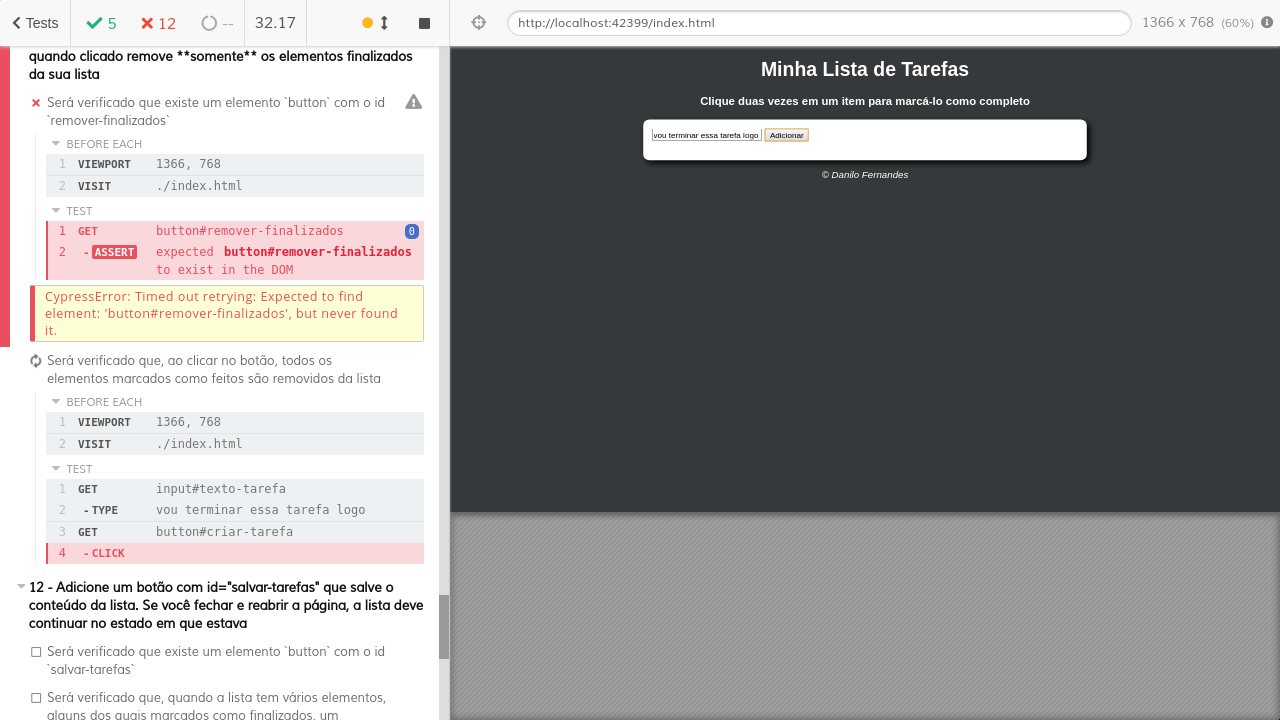 Tests
5
12
--
32.17
http://localhost:42399/index.html
1366 x 768 (60%)
quando clicado remove **somente** os elementos finalizados
da sua lista
Será verificado que existe um elemento `button` com o id
`remover-finalizados`
BEFORE EACH
1 VIEWPORT 1366, 768
2 VISIT ./index.html
TEST
1 GET button#remover-finalizados 0
2 -ASSERT expected button#remover-finalizados
to exist in the DOM
CypressError: Timed out retrying: Expected to find
element: 'button#remover-finalizados', but never found
it.
Será verificado que, ao clicar no botão, todos os
elementos marcados como feitos são removidos da lista
BEFORE EACH
1 VIEWPORT 1366, 768
2 VISIT ./index.html
TEST
1 GET input#texto-tarefa
2 -TYPE vou terminar essa tarefa logo
3 GET button#criar-tarefa
4 -CLICK
12 - Adicione um botão com id="salvar-tarefas" que salve o
conteúdo da lista. Se você fechar e reabrir a página, a lista deve
continuar no estado em que estava
Será verificado que existe um elemento `button` com o id
`salvar-tarefas`
Será verificado que, quando a lista tem vários elementos,
alguns dos quais marcados como finalizados, um
Minha Lista de Tarefas
Clique duas vezes em um item para marcá-lo como completo
vou terminar essa tarefa logo Adicionar
© Danilo Fernandes